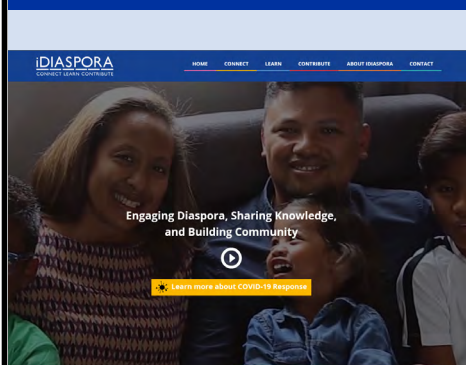 iDIASPORA
CONNECT LEARN CONTRIBUTE
HOME CONNECT LEARN CONTRIBUTE ABOUT IDIASPORA CONTACT
Engaging Diaspora, Sharing Knowledge,
and Building Community
Learn more about COVID-19 Response